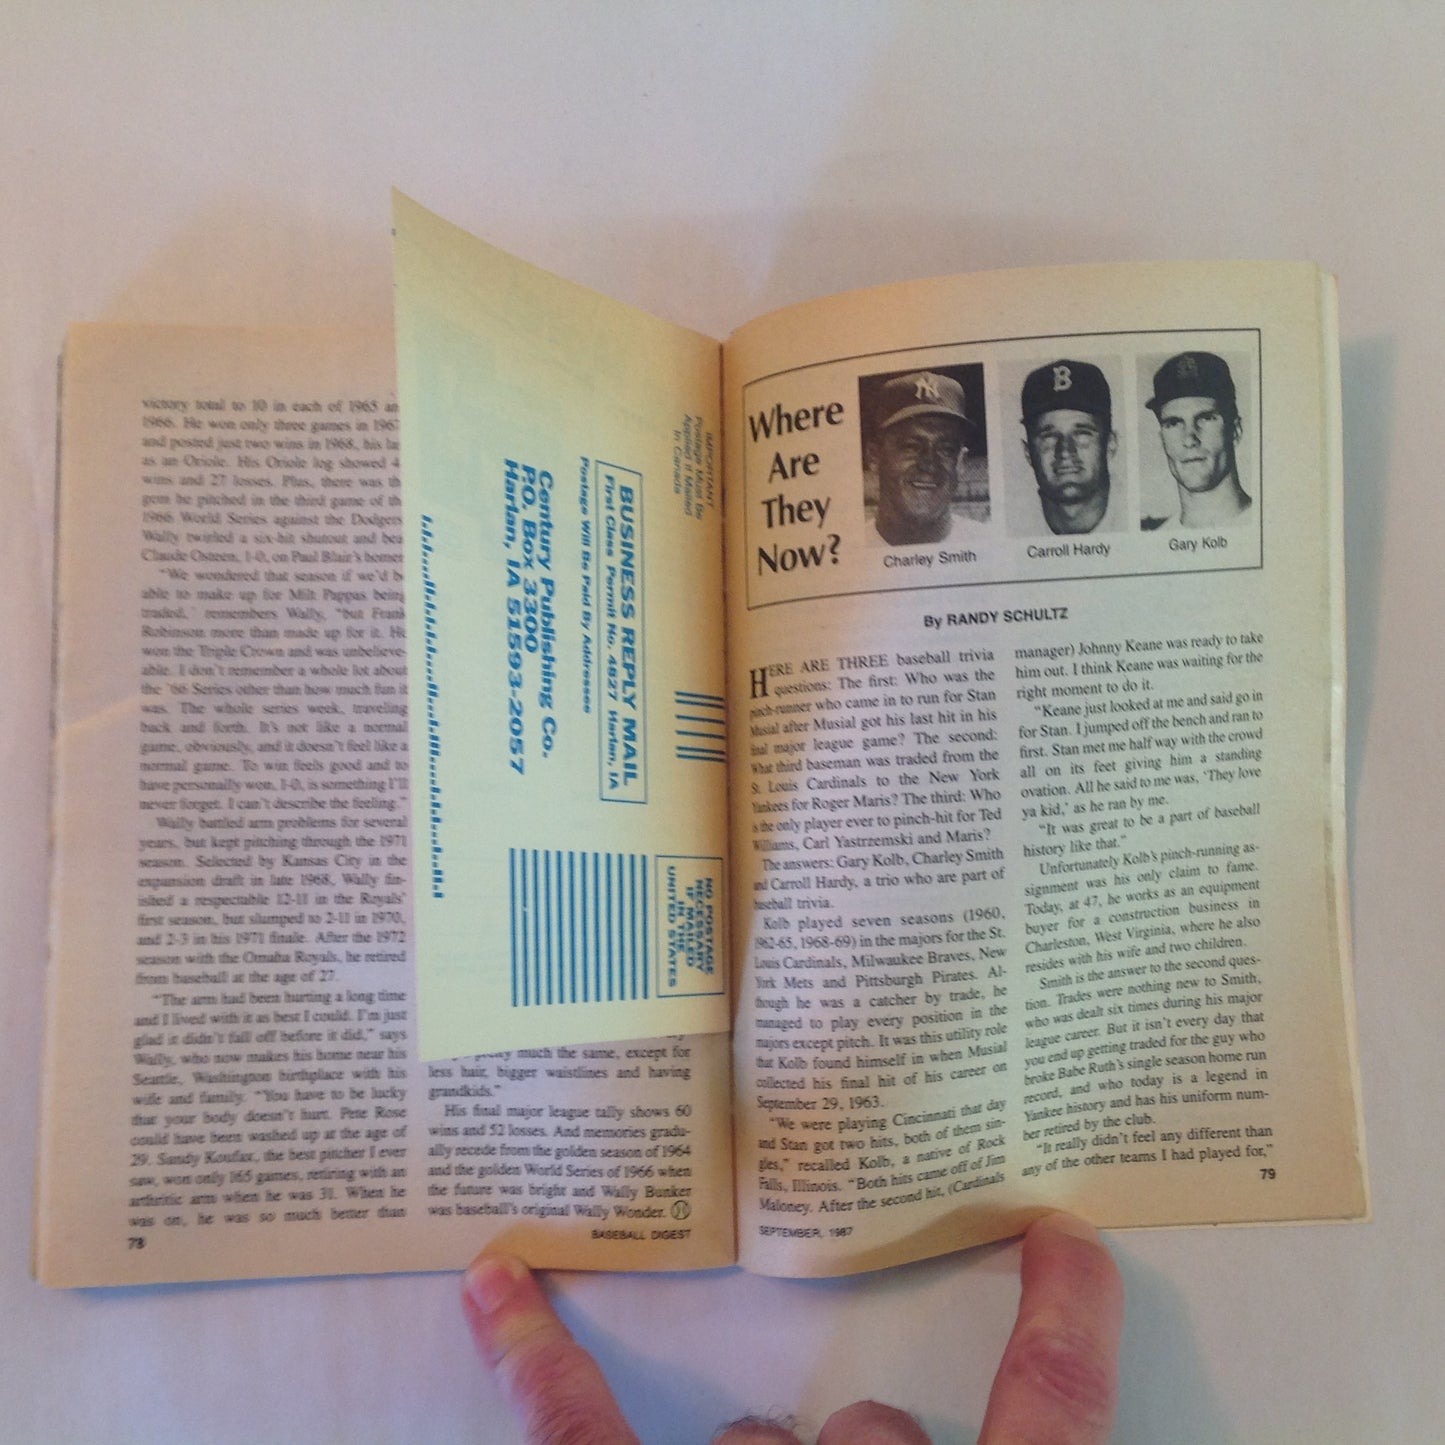 victory total to 10 in each of 1965 an
1966. He won only three games in 1967
and posted just two wins in 1968, his la
as an Oriole. His Oriole log showed 4
wins and 27 losses. Plus, there was th
gem he pitched in the third game of th
1966 World Series against the Dodgers
Wally twirled a six-hit shutout and bea
Claude Osteen, 1-0, on Paul Blair's homer
"We wondered that season if we'd b
able to make up for Milt Pappas being
traded," remembers Wally, "but Frank
Robinson more than made up for it. He
won the Triple Crown and was unbelieve-
able. I don't remember a whole lot about
the '66 Series other than how much fun it
was. The whole series week, traveling
back and forth. It's not like a normal
game, obviously, and it doesn't feel like a
normal game. To win feels good and to
have personally won, 1-0, is something I'll
never forget. I can't describe the feeling."
Wally battled arm problems for several
years, but kept pitching through the 1971
season. Selected by Kansas City in the
expansion draft in late 1968, Wally fin-
ished a respectable 12-11 in the Royals'
first season, but slumped to 2-11 in 1970,
and 2-3 in his 1971 finale. After the 1972
season with the Omaha Royals, he retired
from baseball at the age of 27.
"The arm had been hurting a long time
and I lived with it as best I could. I'm just
glad it didn't fall off before it did," says
Wally, who now makes his home near his
Seattle, Washington birthplace with his
wife and family. "You have to be lucky
that your body doesn't hurt. Pete Rose
could have been washed up at the age of
29. Sandy Koufax, the best pitcher I ever
saw, won only 165 games, retiring with an
arthritic arm when he was 31. When he
was on, he was so much better than
78
IMPORTANT
Postage Must Be
Applied If Mailed
In Canada
BUSINESS REPLY MAIL
First Class Permit No. 4827 Harlan, IA
Postage Will Be Paid By Addressee
Century Publishing Co.
P.O. Box 3300
Harlan, IA 51593-2057
NO POSTAGE
NECESSARY
IF MAILED
IN THE
UNITED STATES
pretty much the same, except for
less hair, bigger waistlines and having
grandkids."
His final major league tally shows 60
wins and 52 losses. And memories gradu-
ally recede from the golden season of 1964
and the golden World Series of 1966 when
the future was bright and Wally Bunker
was baseball's original Wally Wonder.
BASEBALL DIGEST
Where
Are
They
Now?
NY
B
Charley Smith
Carroll Hardy
Gary Kolb
By RANDY SCHULTZ
HERE ARE THREE baseball trivia
questions: The first: Who was the
pinch-runner who came in to run for Stan
Musial after Musial got his last hit in his
final major league game? The second:
What third baseman was traded from the
St. Louis Cardinals to the New York
Yankees for Roger Maris? The third: Who
is the only player ever to pinch-hit for Ted
Williams, Carl Yastrzemski and Maris?
The answers: Gary Kolb, Charley Smith
and Carroll Hardy, a trio who are part of
baseball trivia.
Kolb played seven seasons (1960,
1962-65, 1968-69) in the majors for the St.
Louis Cardinals, Milwaukee Braves, New
York Mets and Pittsburgh Pirates. Al-
though he was a catcher by trade, he
managed to play every position in the
majors except pitch. It was this utility role
that Kolb found himself in when Musial
collected his final hit of his career on
September 29, 1963.
"We were playing Cincinnati that day
and Stan got two hits, both of them sin-
gles," recalled Kolb, a native of Rock
Falls, Illinois. "Both hits came off of Jim
Maloney. After the second hit, (Cardinals
SEPTEMBER, 1987
manager) Johnny Keane was ready to take
him out. I think Keane was waiting for the
right moment to do it.
"Keane just looked at me and said go in
for Stan. I jumped off the bench and ran to
first. Stan met me half way with the crowd
all on its feet giving him a standing
ovation. All he said to me was, 'They love
ya kid,' as he ran by me.
"It was great to be a part of baseball
history like that."
Unfortunately Kolb's pinch-running as-
signment was his only claim to fame.
Today, at 47, he works as an equipment
buyer for a construction business in
Charleston, West Virginia, where he also
resides with his wife and two children.
Smith is the answer to the second ques-
tion. Trades were nothing new to Smith,
who was dealt six times during his major
league career. But it isn't every day that
you end up getting traded for the guy who
broke Babe Ruth's single season home run
record, and who today is a legend in
Yankee history and has his uniform num-
ber retired by the club.
"It really didn't feel any different than
any of the other teams I had played for,"
79